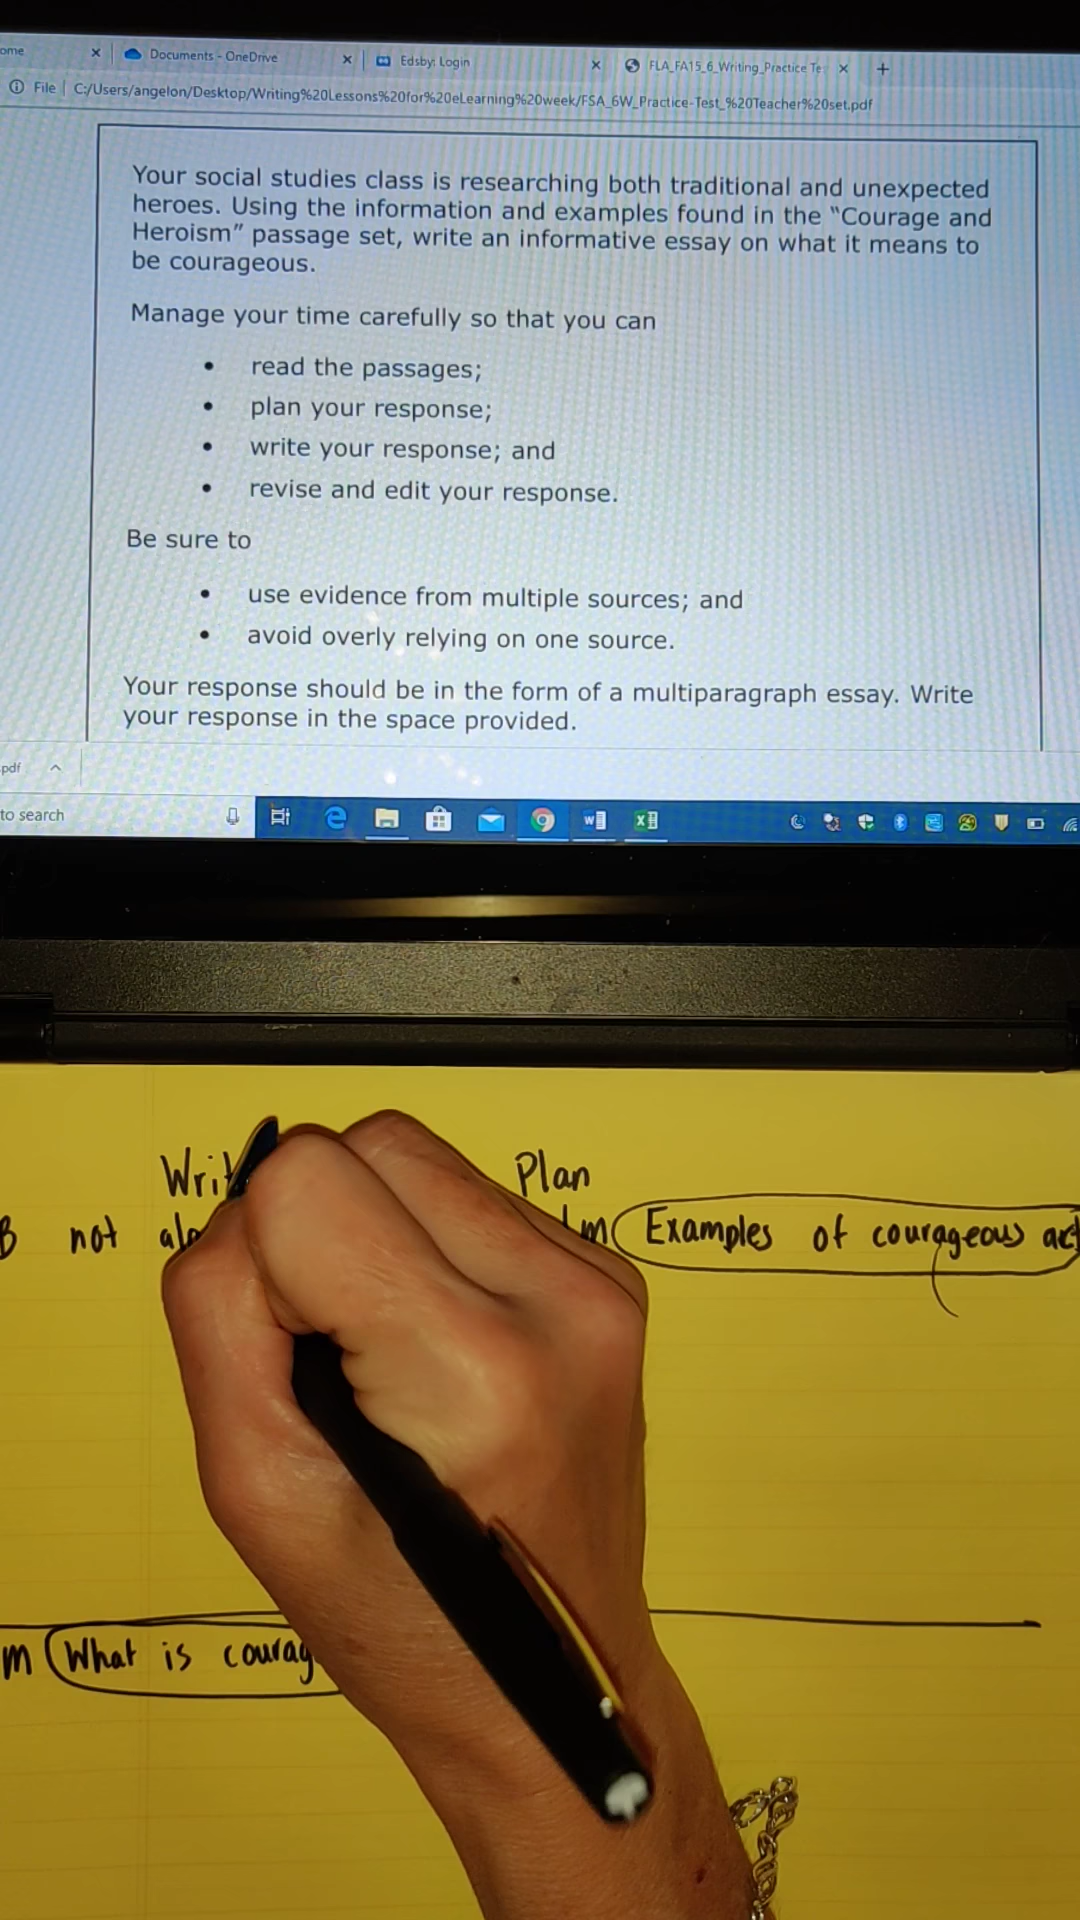 ome Documents - OneDrive Edsby: Login FLA_FA15_6_Writing_Practice Te
File | C:/Users/angelon/Desktop/Writing%20Lessons%20for%20eLearning%20week/FSA_6W_Practice-Test_%20Teacher%20set.pdf
Your social studies class is researching both traditional and unexpected
heroes. Using the information and examples found in the "Courage and
Heroism" passage set, write an informative essay on what it means to
be courageous.
Manage your time carefully so that you can
• read the passages;
• plan your response;
• write your response; and
• revise and edit your response.
Be sure to
• use evidence from multiple sources; and
• avoid overly relying on one source.
Your response should be in the form of a multiparagraph essay. Write
your response in the space provided.
pdf
to search
Writ Plan
B not alo m Examples of courageous act
m What is courag